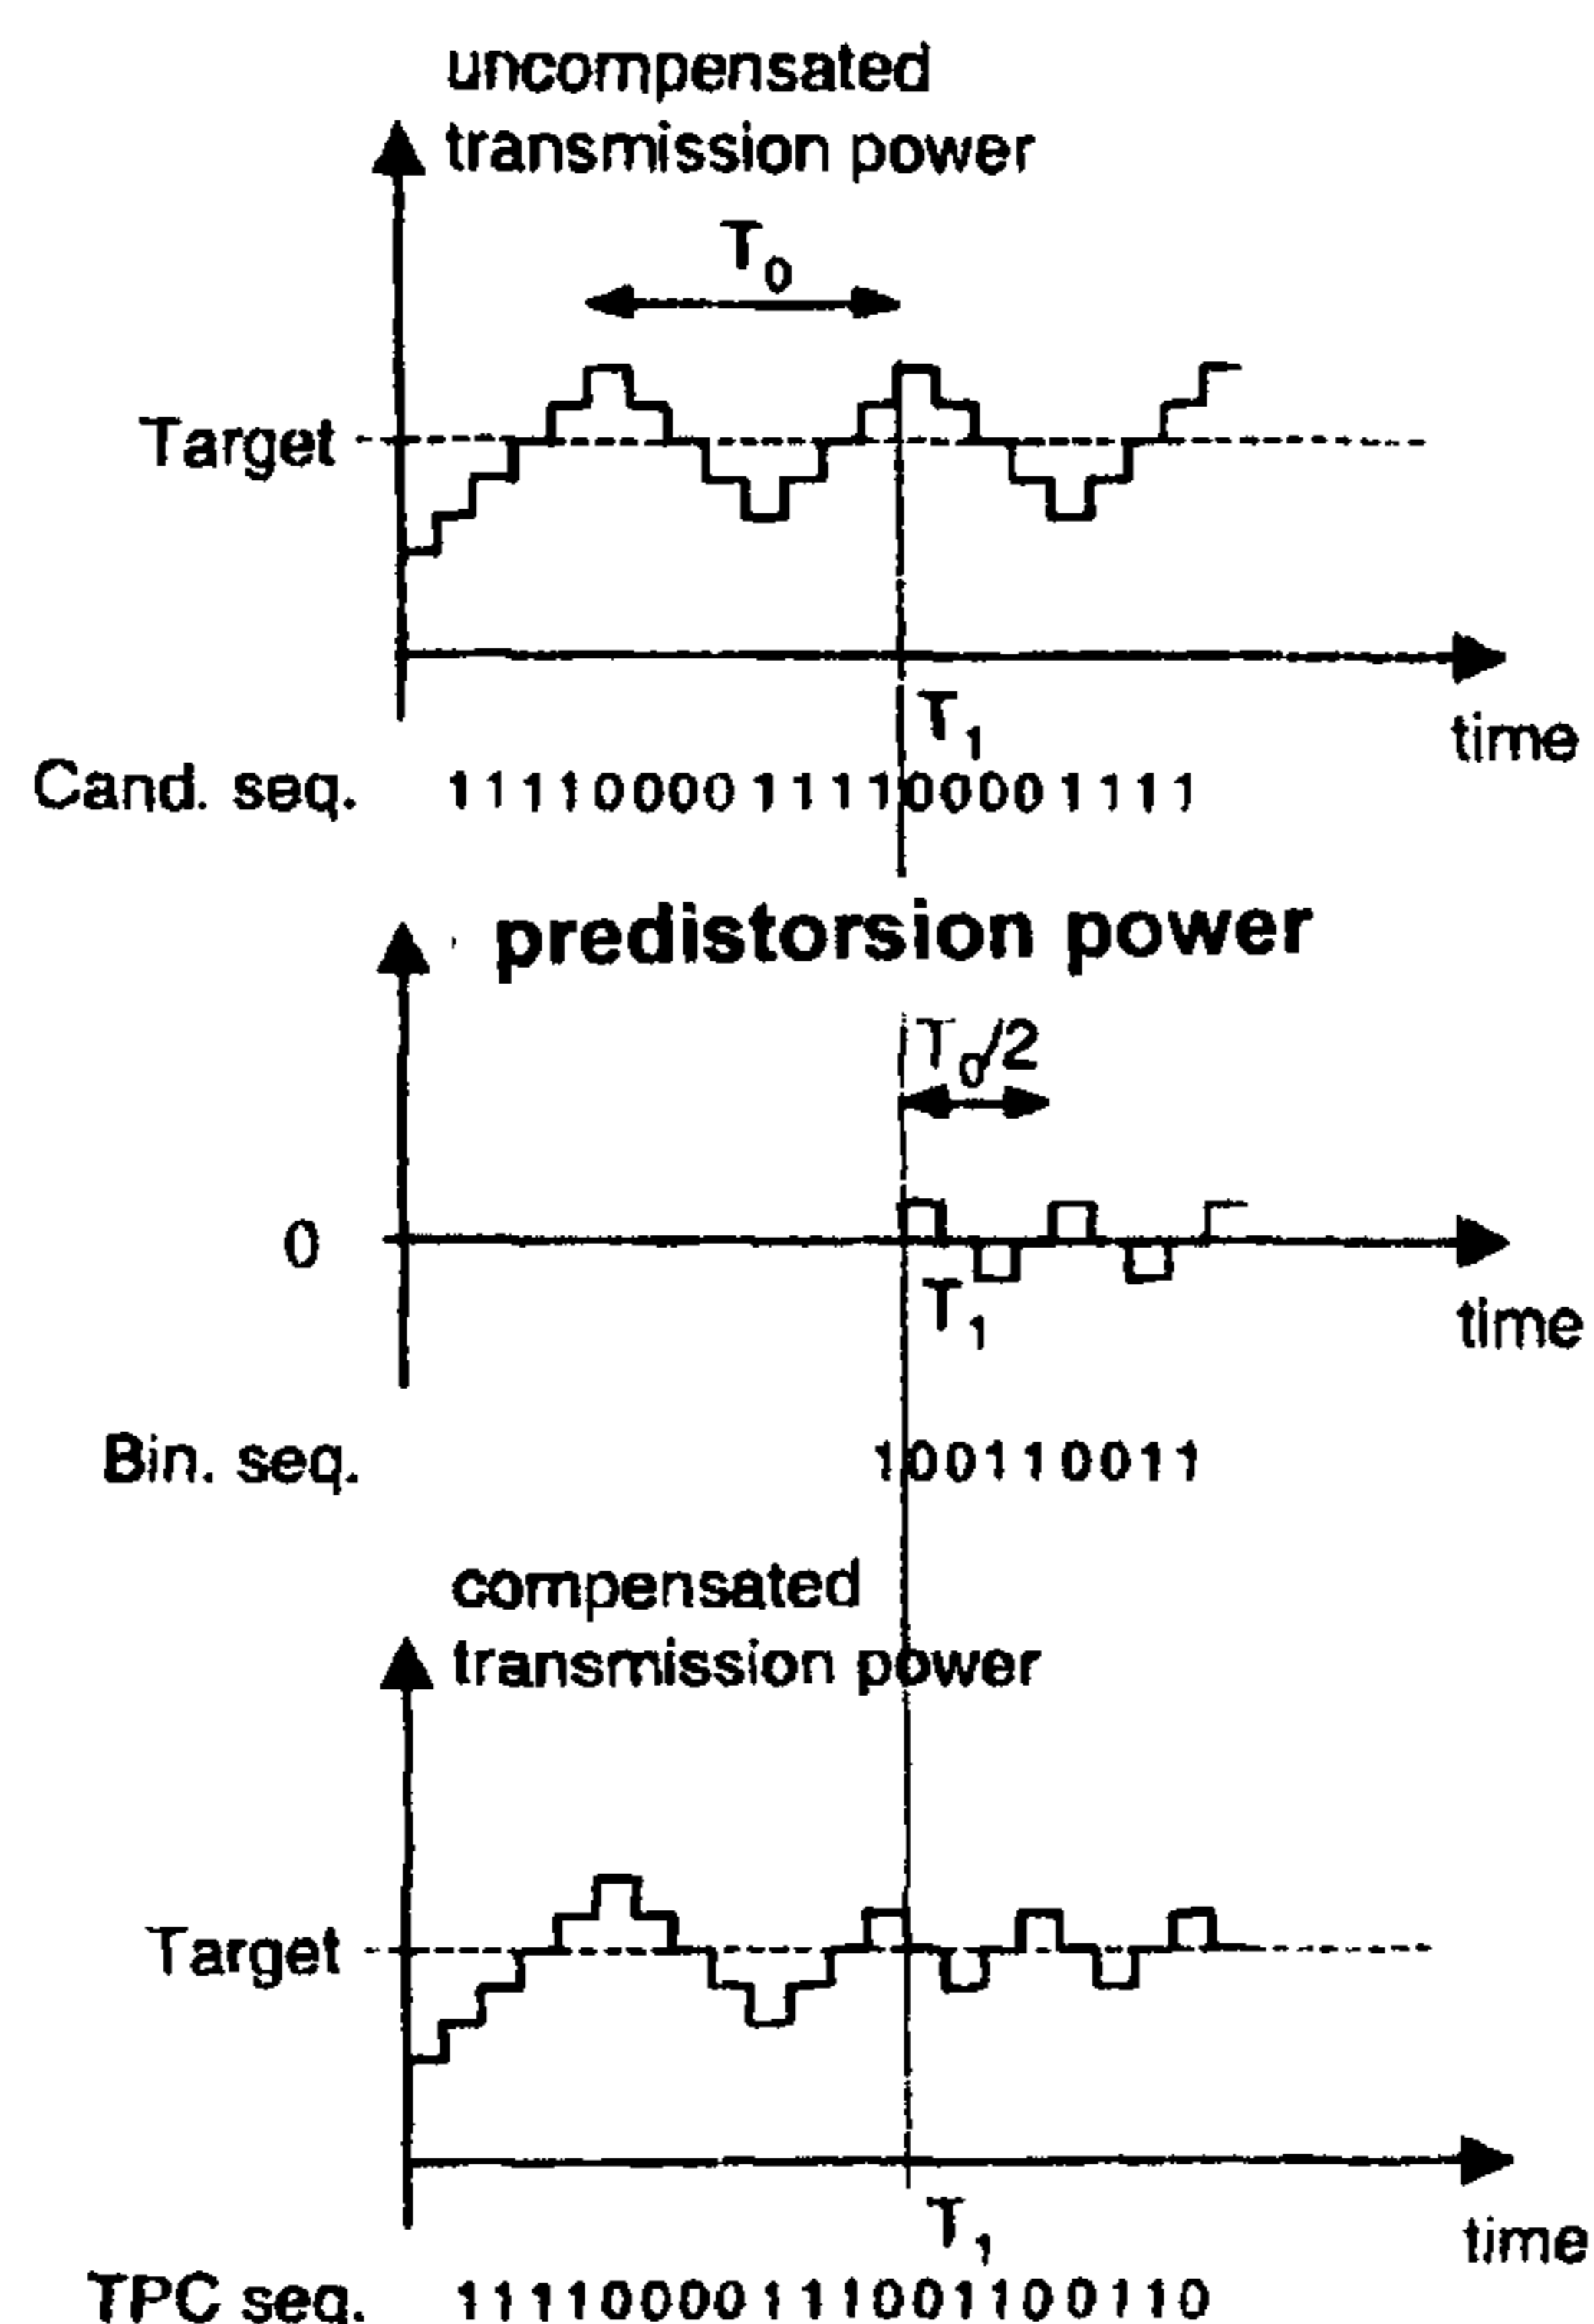 uncompensated
transmission power
T0
Target
T1
time
Cand. seq. 11110000111100001111
predistorsion power
T0/2
0
T1
time
Bin. seq. 100110011
compensated
transmission power
Target
T1
time
TPC seq. 11110000111001100110